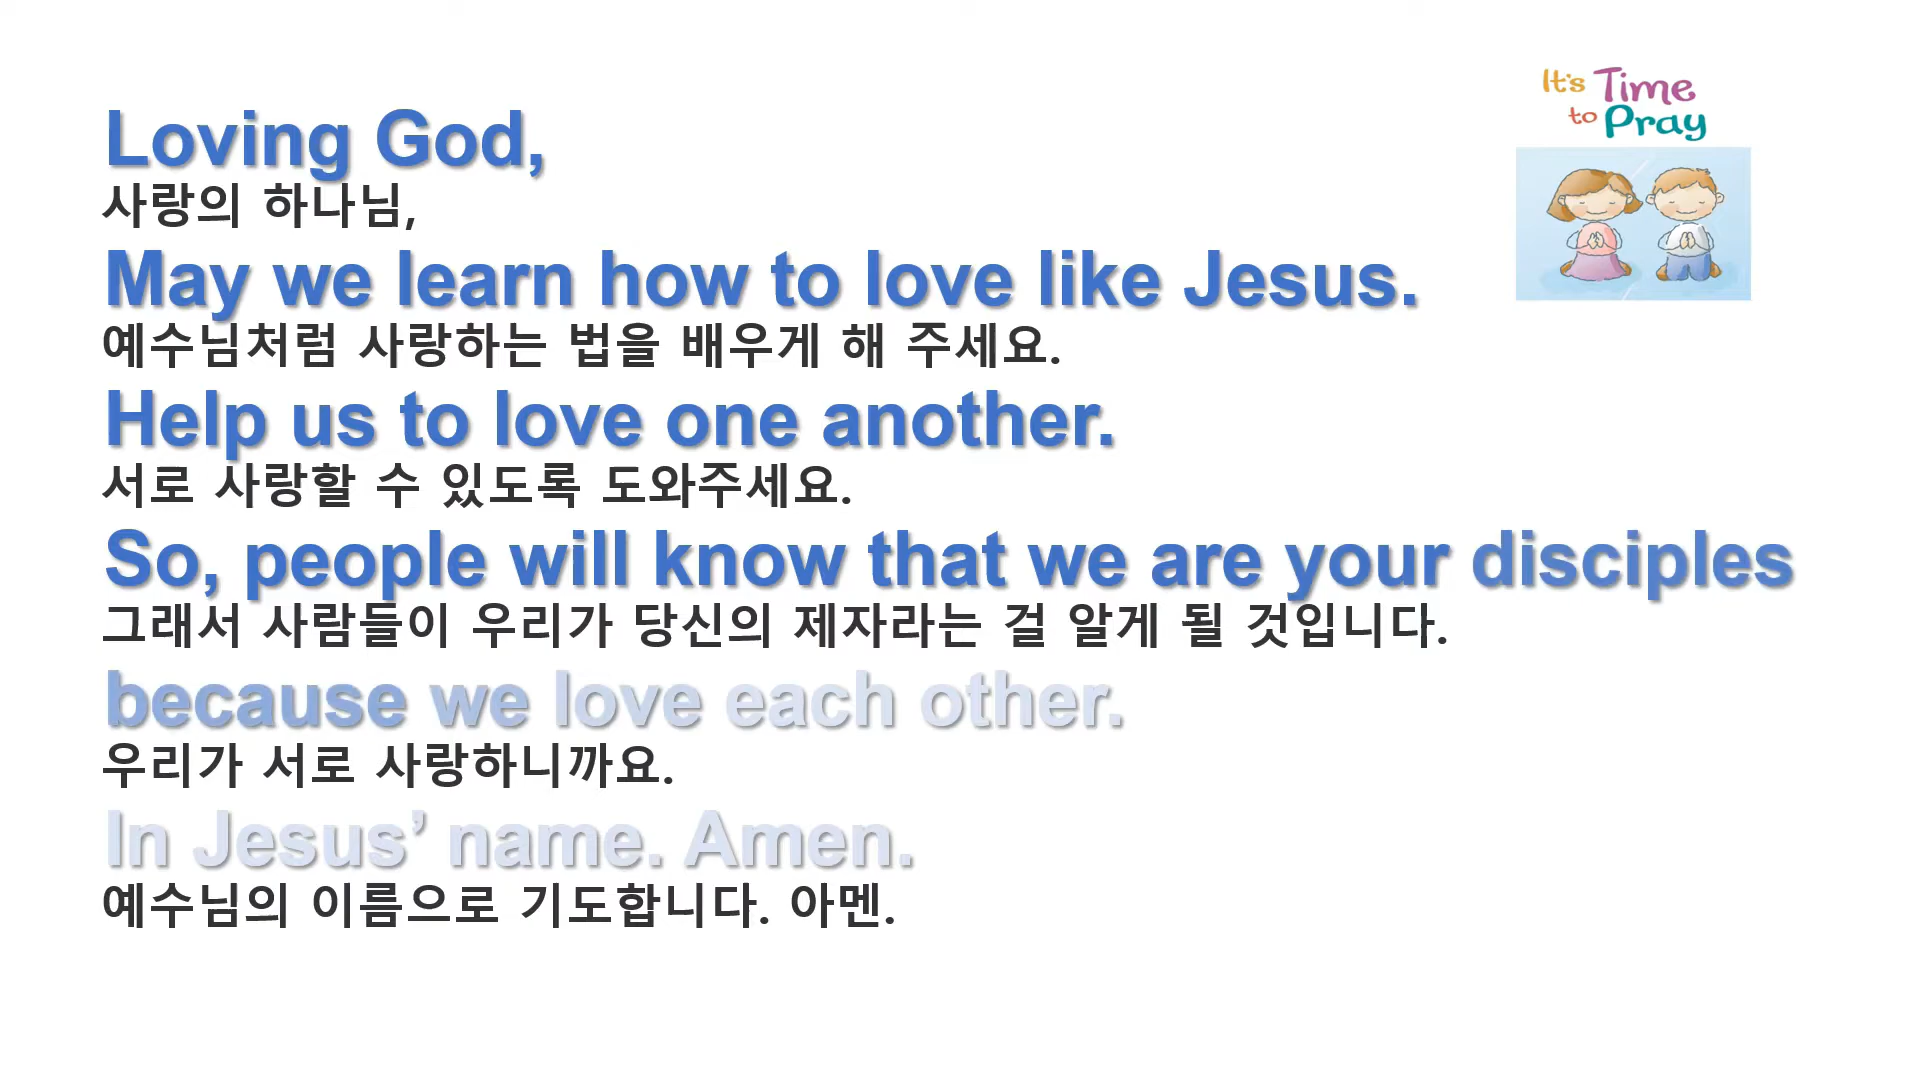 It's Time
to Pray
Loving God,
사랑의 하나님,
May we learn how to love like Jesus.
예수님처럼 사랑하는 법을 배우게 해 주세요.
Help us to love one another.
서로 사랑할 수 있도록 도와주세요.
So, people will know that we are your disciples
그래서 사람들이 우리가 당신의 제자라는 걸 알게 될 것입니다.
because we love each other.
우리가 서로 사랑하니까요.
In Jesus’ name. Amen.
예수님의 이름으로 기도합니다. 아멘.